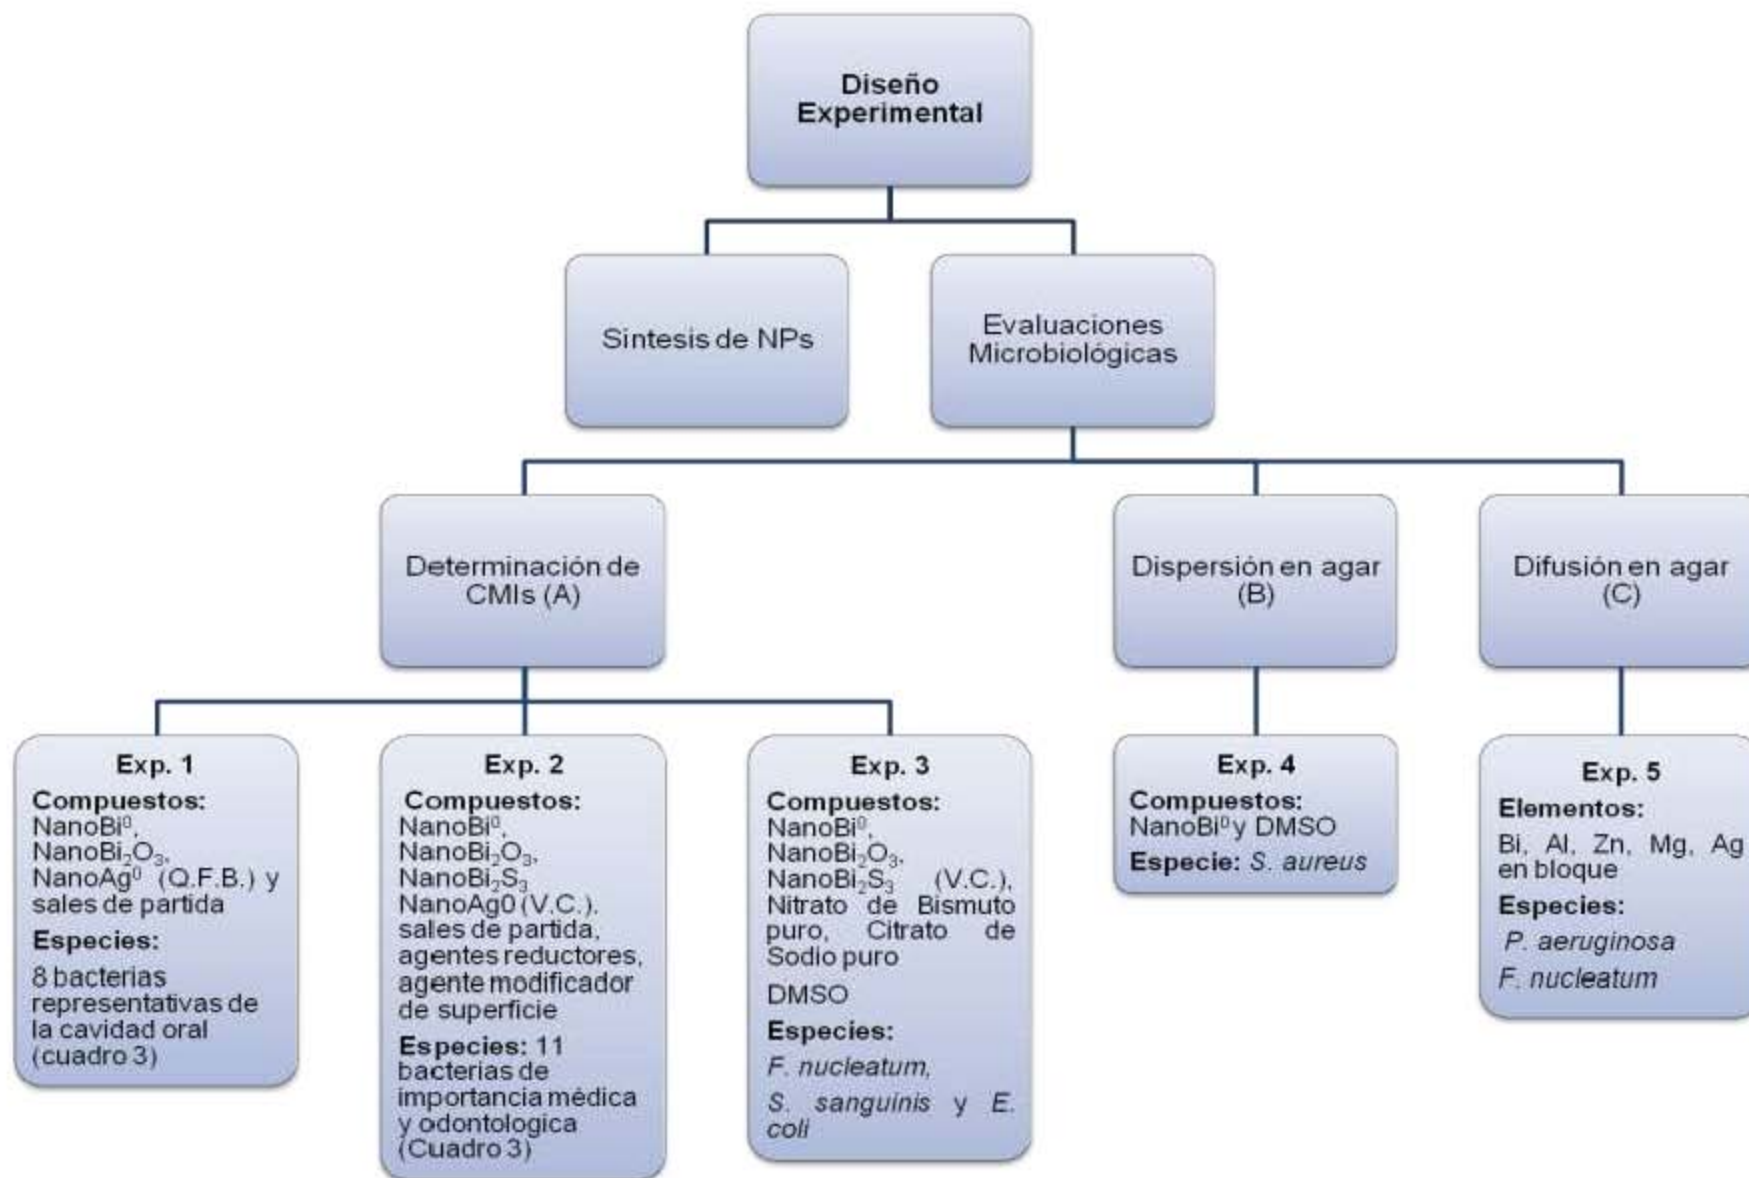 Diseño
Experimental
Sintesis de NPs
Evaluaciones
Microbiológicas
Determinación de
CMIs (A)
Dispersión en agar
(B)
Difusión en agar
(C)
Exp. 1
Compuestos:
NanoBi⁰,
NanoBi₂O₃,
NanoAg⁰ (Q.F.B.) y
sales de partida
Especies:
8 bacterias
representativas de
la cavidad oral
(cuadro 3)
Exp. 2
Compuestos:
NanoBi⁰,
NanoBi₂O₃,
NanoBi₂S₃
NanoAg0 (V.C.).
sales de partida,
agentes reductores,
agente modificador
de superficie
Especies: 11
bacterias de
importancia médica
y odontologica
(Cuadro 3)
Exp. 3
Compuestos:
NanoBi⁰,
NanoBi₂O₃,
NanoBi₂S₃ (V.C.),
Nitrato de Bismuto
puro, Citrato de
Sodio puro
DMSO
Especies:
F. nucleatum,
S. sanguinis y E.
coli
Exp. 4
Compuestos:
NanoBi⁰ y DMSO
Especie: S. aureus
Exp. 5
Elementos:
Bi, Al, Zn, Mg, Ag
en bloque
Especies:
P. aeruginosa
F. nucleatum